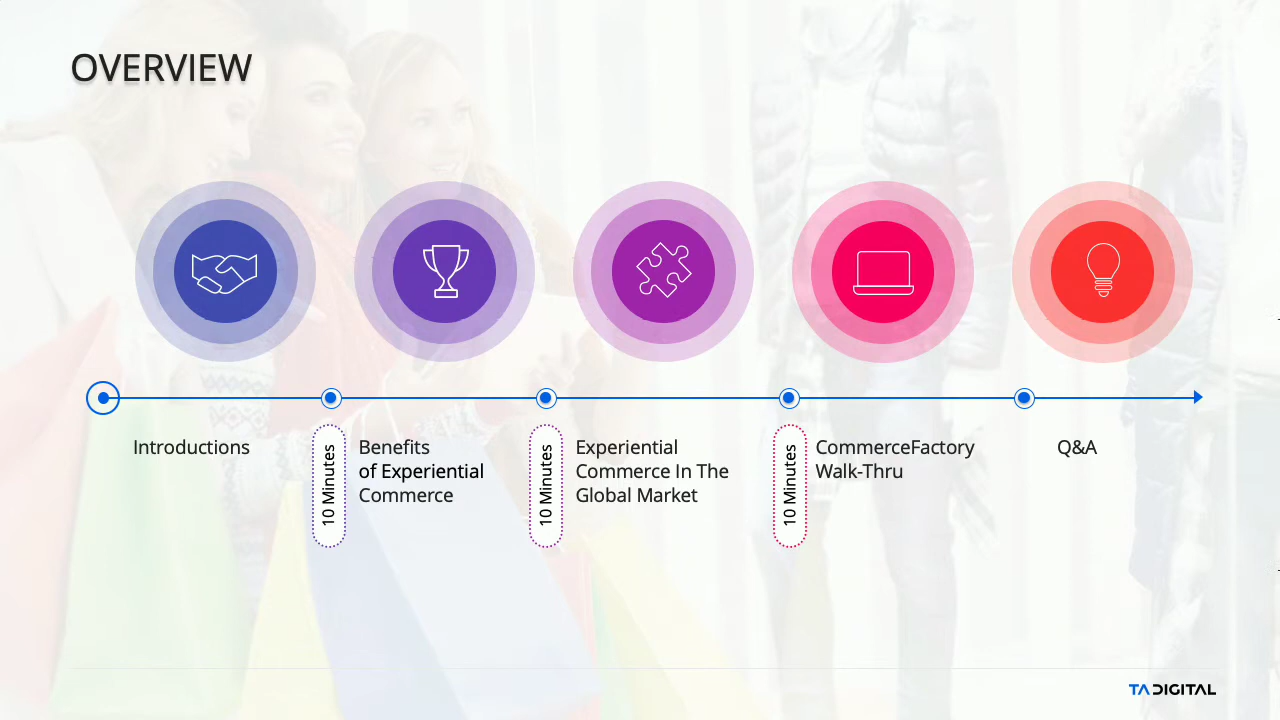 OVERVIEW
Introductions
10 Minutes
Benefits
of Experiential
Commerce
10 Minutes
Experiential
Commerce In The
Global Market
10 Minutes
CommerceFactory
Walk-Thru
Q&A
TA DIGITAL